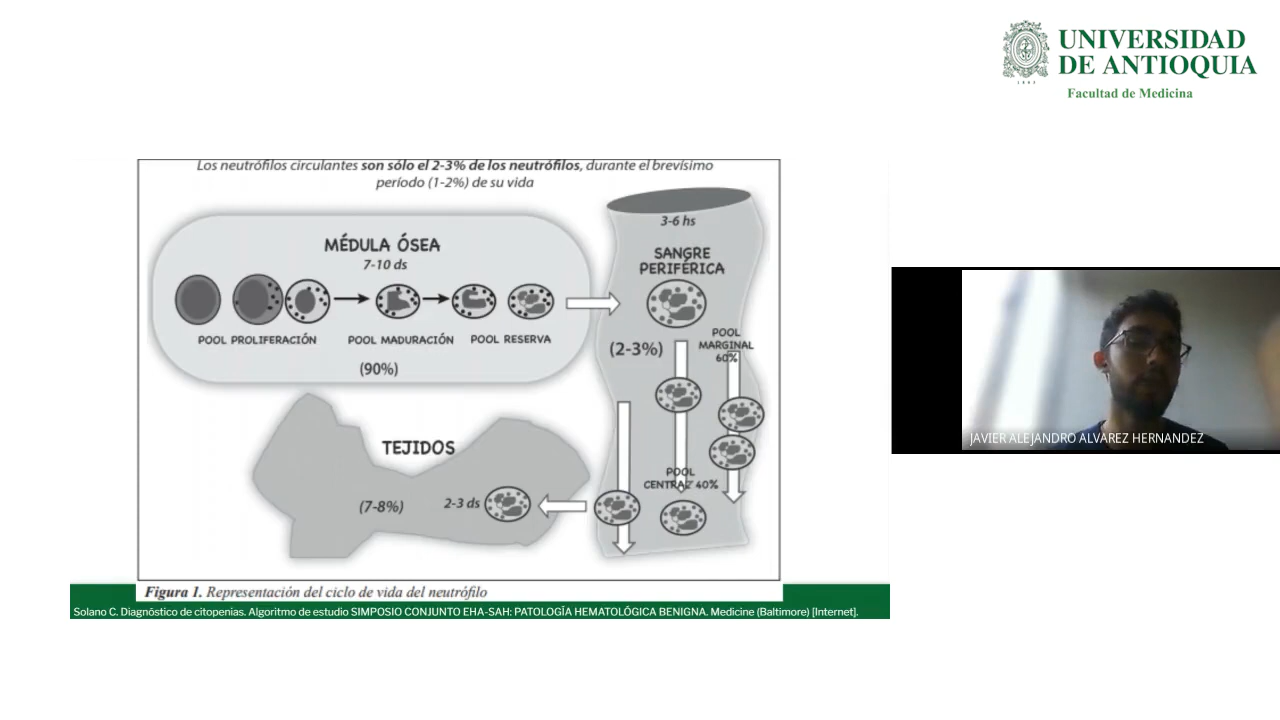 UNIVERSIDAD
DE ANTIOQUIA
1803
Facultad de Medicina
Los neutrófilos circulantes son sólo el 2-3% de los neutrófilos, durante el brevísimo
período (1-2%) de su vida
MÉDULA ÓSEA
7-10 ds
POOL PROLIFERACIÓN
POOL MADURACIÓN
POOL RESERVA
(90%)
3-6 hs
SANGRE
PERIFÉRICA
(2-3%)
POOL
MARGINAL
60%
POOL
CENTRAL 40%
TEJIDOS
(7-8%)
2-3 ds
Figura 1. Representación del ciclo de vida del neutrófilo
Solano C. Diagnóstico de citopenias. Algoritmo de estudio SIMPOSIO CONJUNTO EHA-SAH: PATOLOGÍA HEMATOLÓGICA BENIGNA. Medicine (Baltimore) [Internet].
JAVIER ALEJANDRO ALVAREZ HERNANDEZ